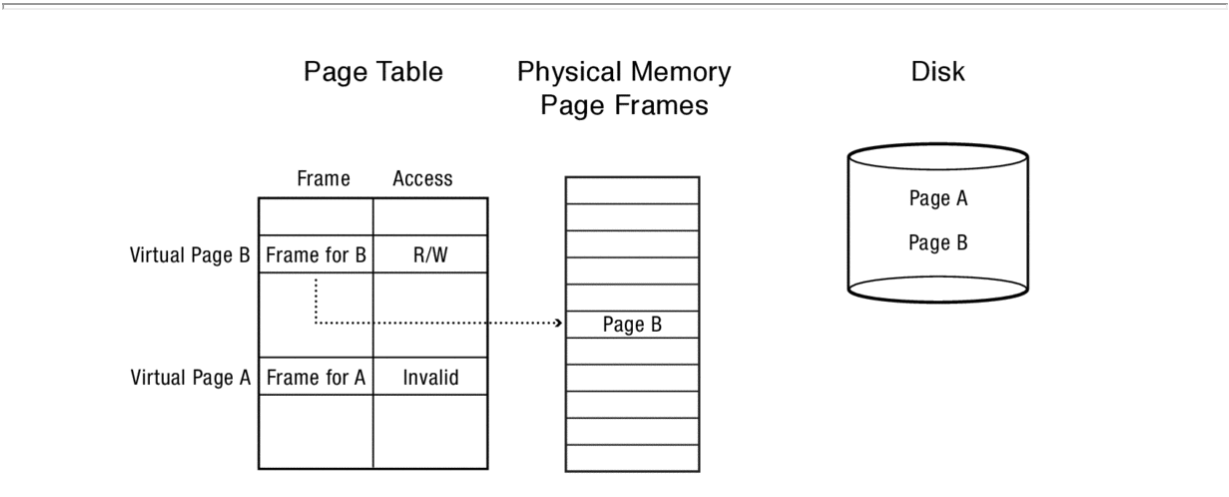 Page Table
Physical Memory
Page Frames
Disk
Frame
Access
Page A
Page B
Virtual Page B
Frame for B
R/W
Page B
Virtual Page A
Frame for A
Invalid